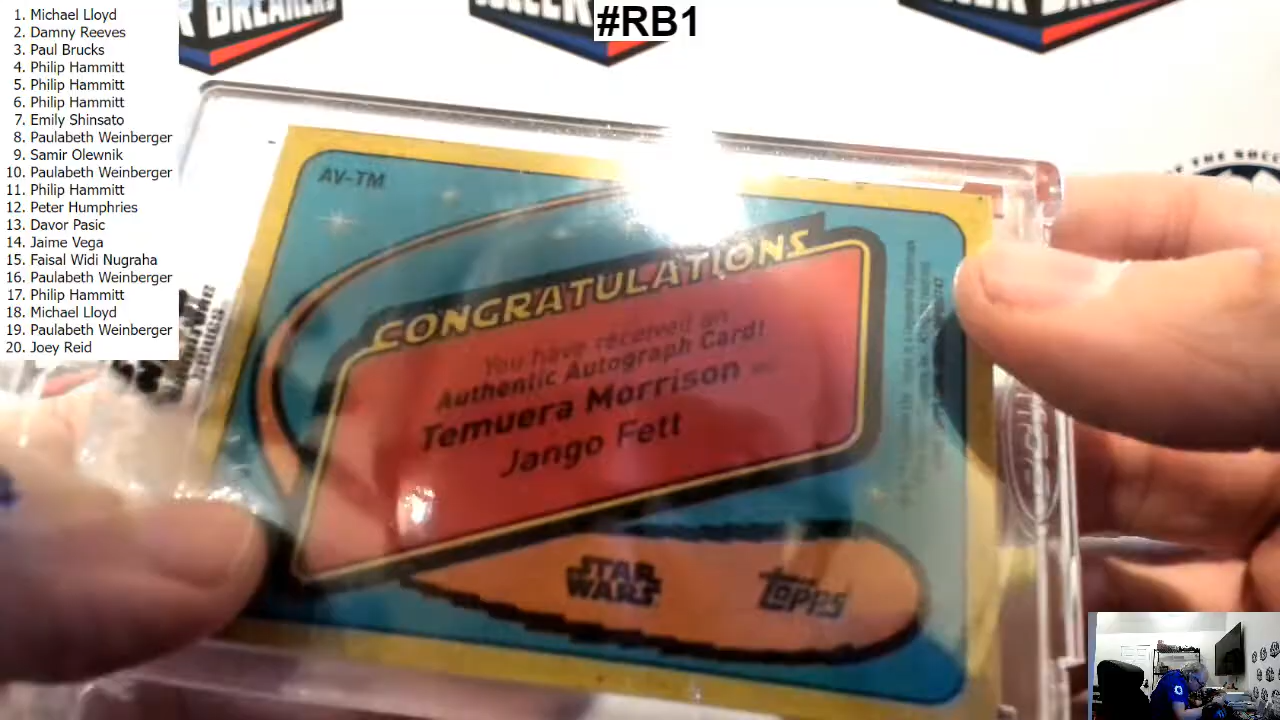 #RB1
1. Michael Lloyd
2. Damny Reeves
3. Paul Brucks
4. Philip Hammitt
5. Philip Hammitt
6. Philip Hammitt
7. Emily Shinsato
8. Paulabeth Weinberger
9. Samir Olewnik
10. Paulabeth Weinberger
11. Philip Hammitt
12. Peter Humphries
13. Davor Pasic
14. Jaime Vega
15. Faisal Widi Nugraha
16. Paulabeth Weinberger
17. Philip Hammitt
18. Michael Lloyd
19. Paulabeth Weinberger
20. Joey Reid
BREAKERS
AV-TM
CONGRATULATIONS
You have received an
Authentic Autograph Card!
Temuera Morrison
Jango Fett
STAR
WARS
Topps